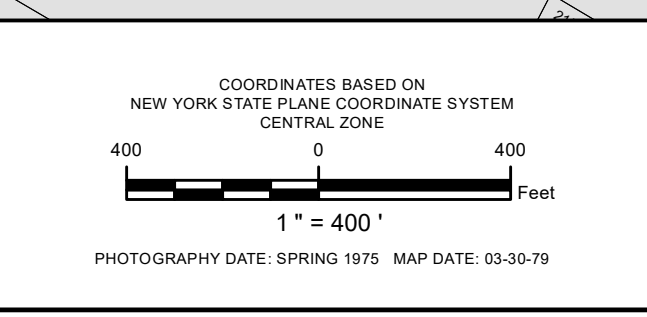 21
COORDINATES BASED ON
NEW YORK STATE PLANE COORDINATE SYSTEM
CENTRAL ZONE
400 0 400
Feet
1 " = 400 '
PHOTOGRAPHY DATE: SPRING 1975 MAP DATE: 03-30-79